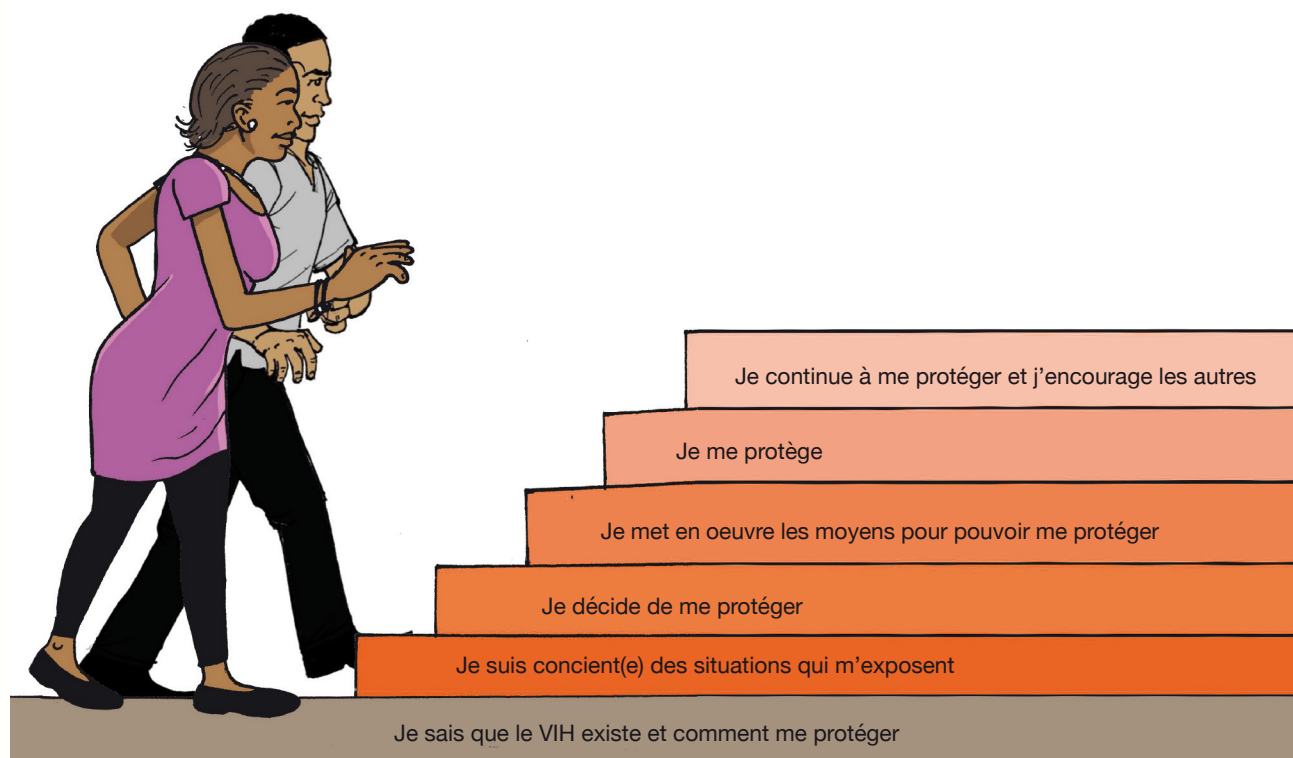 Je continue à me protéger et j'encourage les autres
Je me protège
Je met en oeuvre les moyens pour pouvoir me protéger
Je décide de me protéger
Je suis concient(e) des situations qui m'exposent
Je sais que le VIH existe et comment me protéger